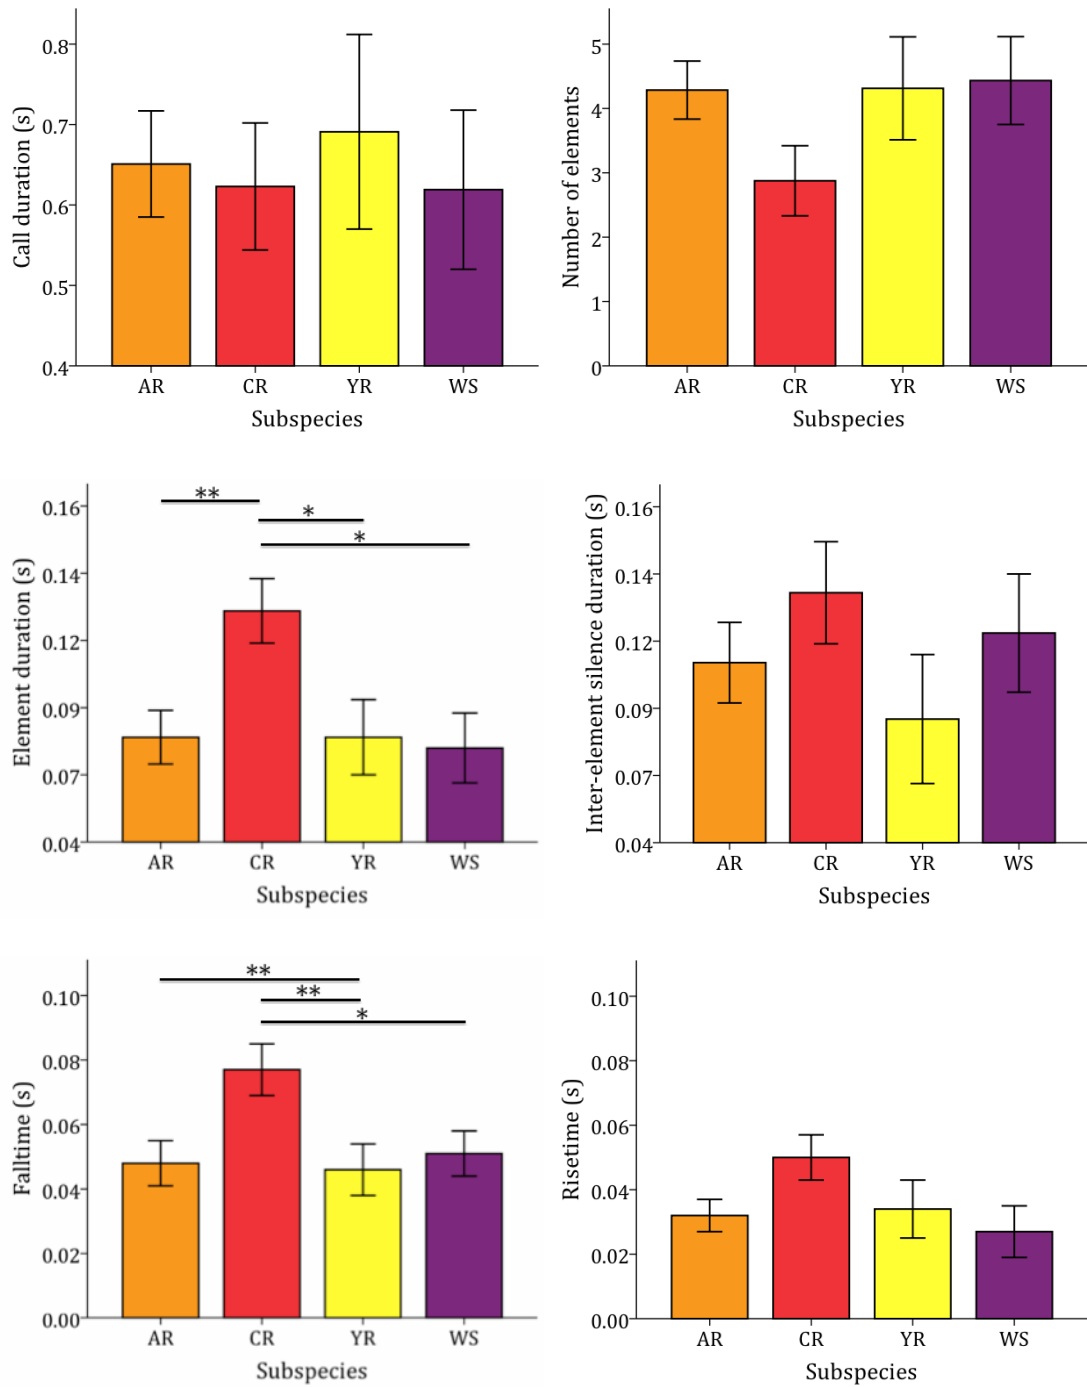 Call duration (s)
0.8
0.7
0.6
0.5
0.4
AR CR YR WS
Subspecies
Number of elements
5
4
3
2
1
0
AR CR YR WS
Subspecies
Element duration (s)
0.16
0.14
0.12
0.09
0.07
0.04
**
*
*
AR CR YR WS
Subspecies
Inter-element silence duration (s)
0.16
0.14
0.12
0.09
0.07
0.04
AR CR YR WS
Subspecies
Falltime (s)
0.10
0.08
0.06
0.04
0.02
0.00
**
**
*
AR CR YR WS
Subspecies
Risetime (s)
0.10
0.08
0.06
0.04
0.02
0.00
AR CR YR WS
Subspecies